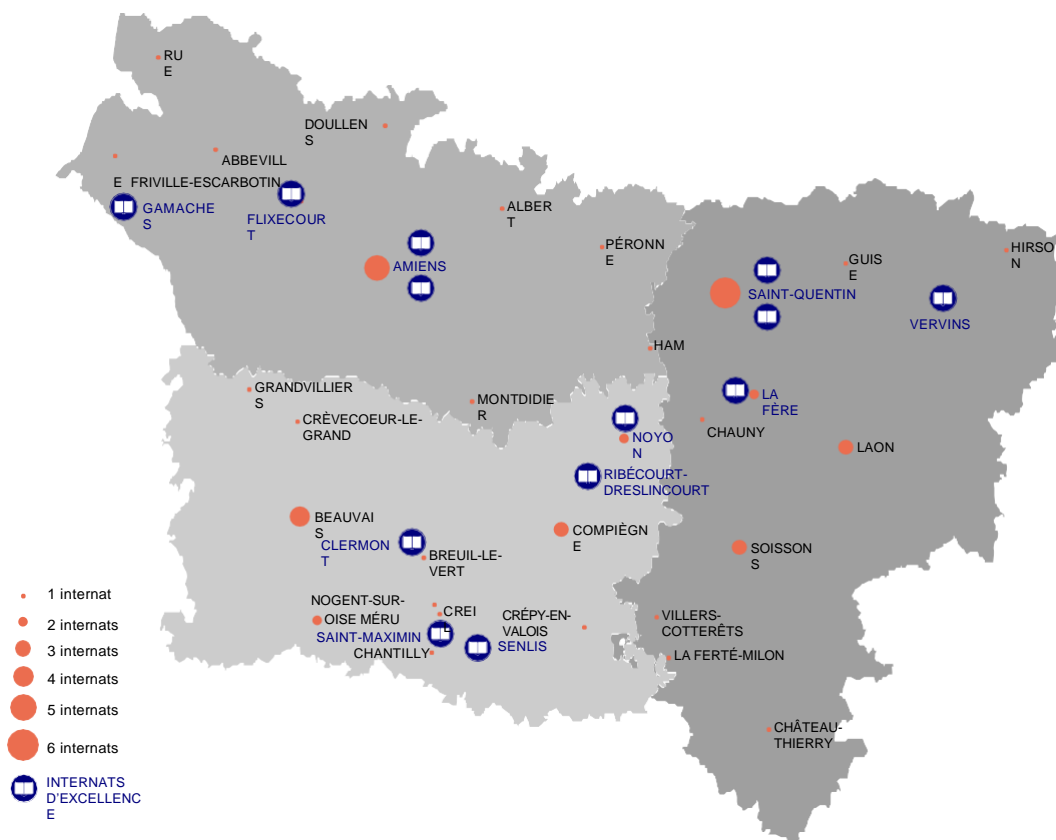 RU
E
DOULLEN
S
ABBEVILL
E FRIVILLE-ESCARBOTIN
GAMACHE
S
FLIXECOUR
T
ALBER
T
PÉRONN
E
AMIENS
HIRSO
N
GUIS
E
SAINT-QUENTIN
VERVINS
HAM
GRANDVILLIER
S
MONTDIDIE
R
LA
FÈRE
CRÈVECOEUR-LE-
GRAND
CHAUNY
NOYO
N
LAON
RIBÉCOURT-
DRESLINCOURT
BEAUVAI
S
COMPIÈGN
E
CLERMON
T
BREUIL-LE-
VERT
SOISSON
S
NOGENT-SUR-
OISE MÉRU
CREI
L
SAINT-MAXIMIN
CHANTILLY
CRÉPY-EN-
VALOIS
SENLIS
VILLERS-
COTTERÊTS
LA FERTÉ-MILON
CHÂTEAU-
THIERRY
1 internat
2 internats
3 internats
4 internats
5 internats
6 internats
INTERNATS
D'EXCELLENC
E